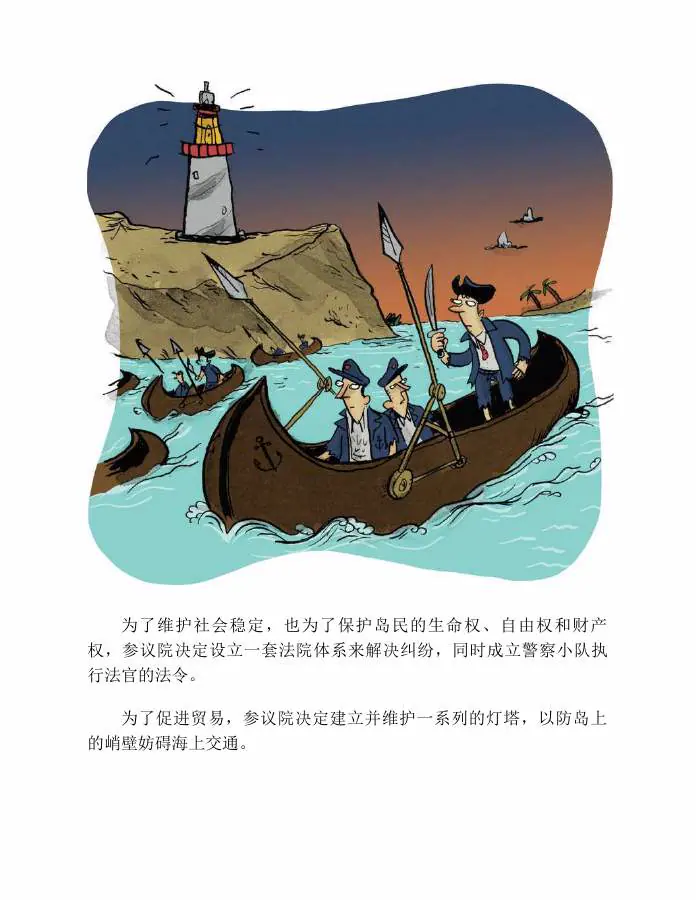 为了维护社会稳定，也为了保护岛民的生命权、自由权和财产
权，参议院决定设立一套法院体系来解决纠纷，同时成立警察小队执
行法官的法令。
为了促进贸易，参议院决定建立并维护一系列的灯塔，以防岛上
的峭壁妨碍海上交通。